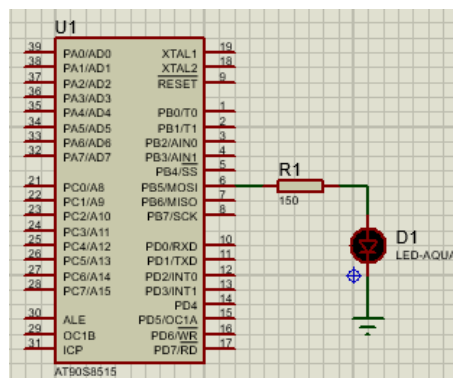 U1
39 PA0/AD0 XTAL1 19
38 PA1/AD1 XTAL2 18
37 PA2/AD2 RESET 9
36 PA3/AD3
35 PA4/AD4 PB0/T0 1
34 PA5/AD5 PB1/T1 2
33 PA6/AD6 PB2/AIN0 3
32 PA7/AD7 PB3/AIN1 4
PB4/SS 5
21 PC0/A8 PB5/MOSI 6
22 PC1/A9 PB6/MISO 7
23 PC2/A10 PB7/SCK 8
24 PC3/A11
25 PC4/A12 PD0/RXD 10
26 PC5/A13 PD1/TXD 11
27 PC6/A14 PD2/INT0 12
28 PC7/A15 PD3/INT1 13
PD4 14
30 ALE PD5/OC1A 15
29 OC1B PD6/WR 16
31 ICP PD7/RD 17
AT90S8515
R1
150
D1
LED-AQUA